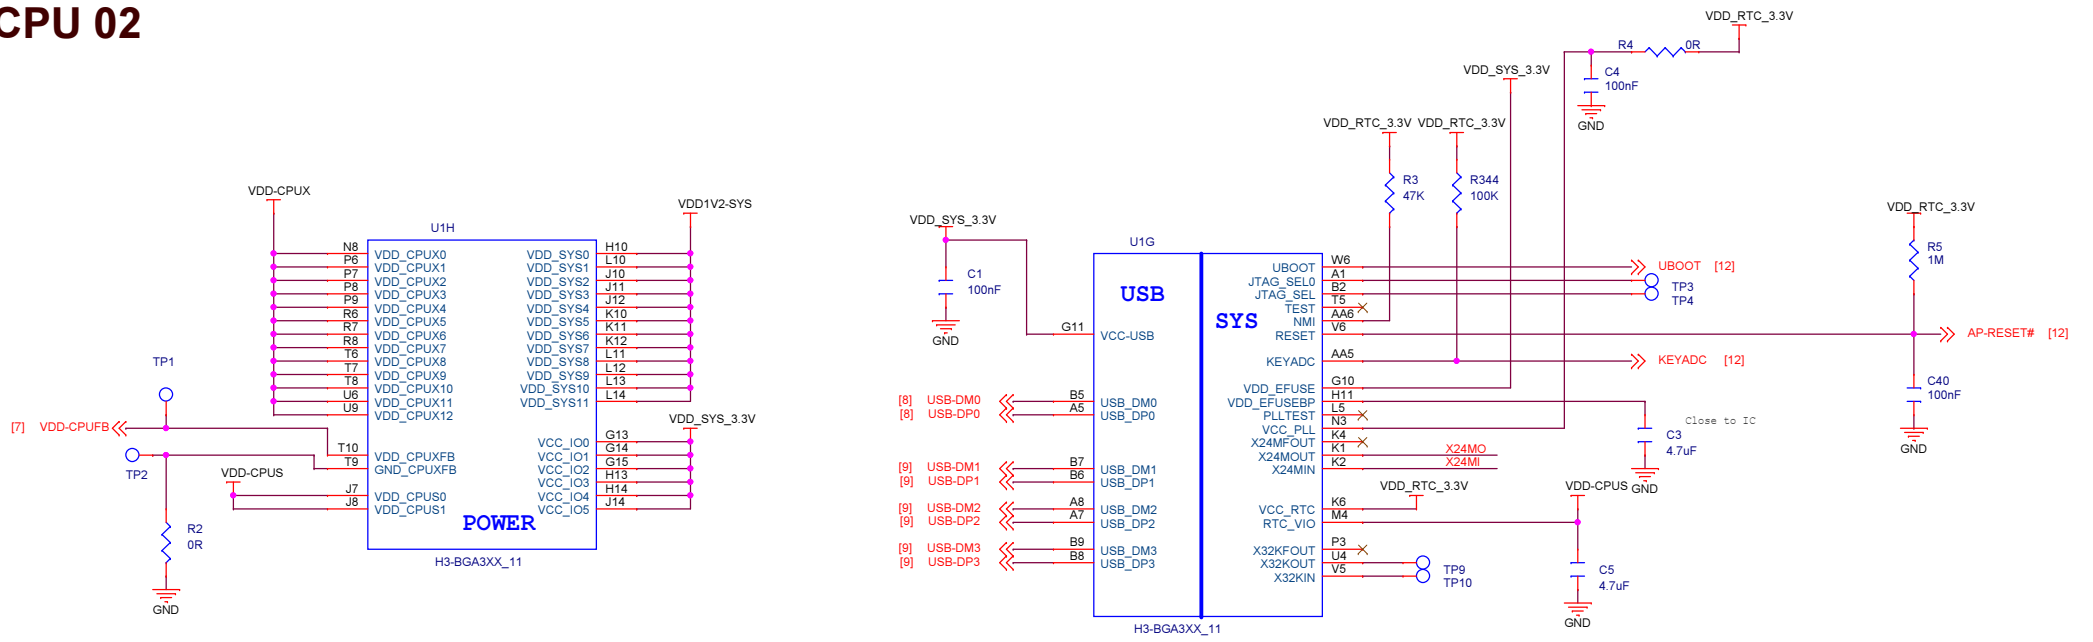 CPU 02
VDD-CPUX
VDD1V2-SYS
U1H
N8 VDD_CPUX0 VDD_SYS0 H10
P6 VDD_CPUX1 VDD_SYS1 L10
P7 VDD_CPUX2 VDD_SYS2 J10
P8 VDD_CPUX3 VDD_SYS3 J11
P9 VDD_CPUX4 VDD_SYS4 J12
R6 VDD_CPUX5 VDD_SYS5 K10
R7 VDD_CPUX6 VDD_SYS6 K11
R8 VDD_CPUX7 VDD_SYS7 K12
T6 VDD_CPUX8 VDD_SYS8 L11
T7 VDD_CPUX9 VDD_SYS9 L12
T8 VDD_CPUX10 VDD_SYS10 L13
U6 VDD_CPUX11 VDD_SYS11 L14
U9 VDD_CPUX12
VDD_SYS_3.3V
TP1
[7] VDD-CPUFB
TP2
T10 VDD_CPUXFB
T9 GND_CPUXFB
VDD-CPUS
J7 VDD_CPUS0
J8 VDD_CPUS1
VCC_IO0 G13
VCC_IO1 G14
VCC_IO2 G15
VCC_IO3 H13
VCC_IO4 H14
VCC_IO5 J14
POWER
H3-BGA3XX_11
R2
0R
GND
VDD_SYS_3.3V
C1
100nF
GND
U1G
USB
SYS
G11 VCC-USB
[8] USB-DM0 B5 USB_DM0
[8] USB-DP0 A5 USB_DP0
[9] USB-DM1 B7 USB_DM1
[9] USB-DP1 B6 USB_DP1
[9] USB-DM2 A8 USB_DM2
[9] USB-DP2 A7 USB_DP2
[9] USB-DM3 B9 USB_DM3
[9] USB-DP3 B8 USB_DP3
H3-BGA3XX_11
UBOOT W6 UBOOT [12]
JTAG_SEL0 A1 TP3
JTAG_SEL B2 TP4
TEST T5
NMI AA6
RESET V6 AP-RESET# [12]
KEYADC AA5 KEYADC [12]
VDD_EFUSE G10
VDD_EFUSEBP H11
PLLTEST L5
VCC_PLL N3
X24MFOUT K4
X24MOUT K1 X24MO
X24MIN K2 X24MI
VCC_RTC K6
RTC_VIO M4
X32KFOUT P3
X32KOUT U4 TP9
X32KIN V5 TP10
VDD_RTC_3.3V
R3
47K
VDD_RTC_3.3V
R344
100K
VDD_SYS_3.3V
VDD_RTC_3.3V
R4 0R
C4
100nF
GND
VDD_RTC_3.3V
R5
1M
C40
100nF
GND
Close to IC
C3
4.7uF
GND
VDD_RTC_3.3V
VDD-CPUS
C5
4.7uF
GND